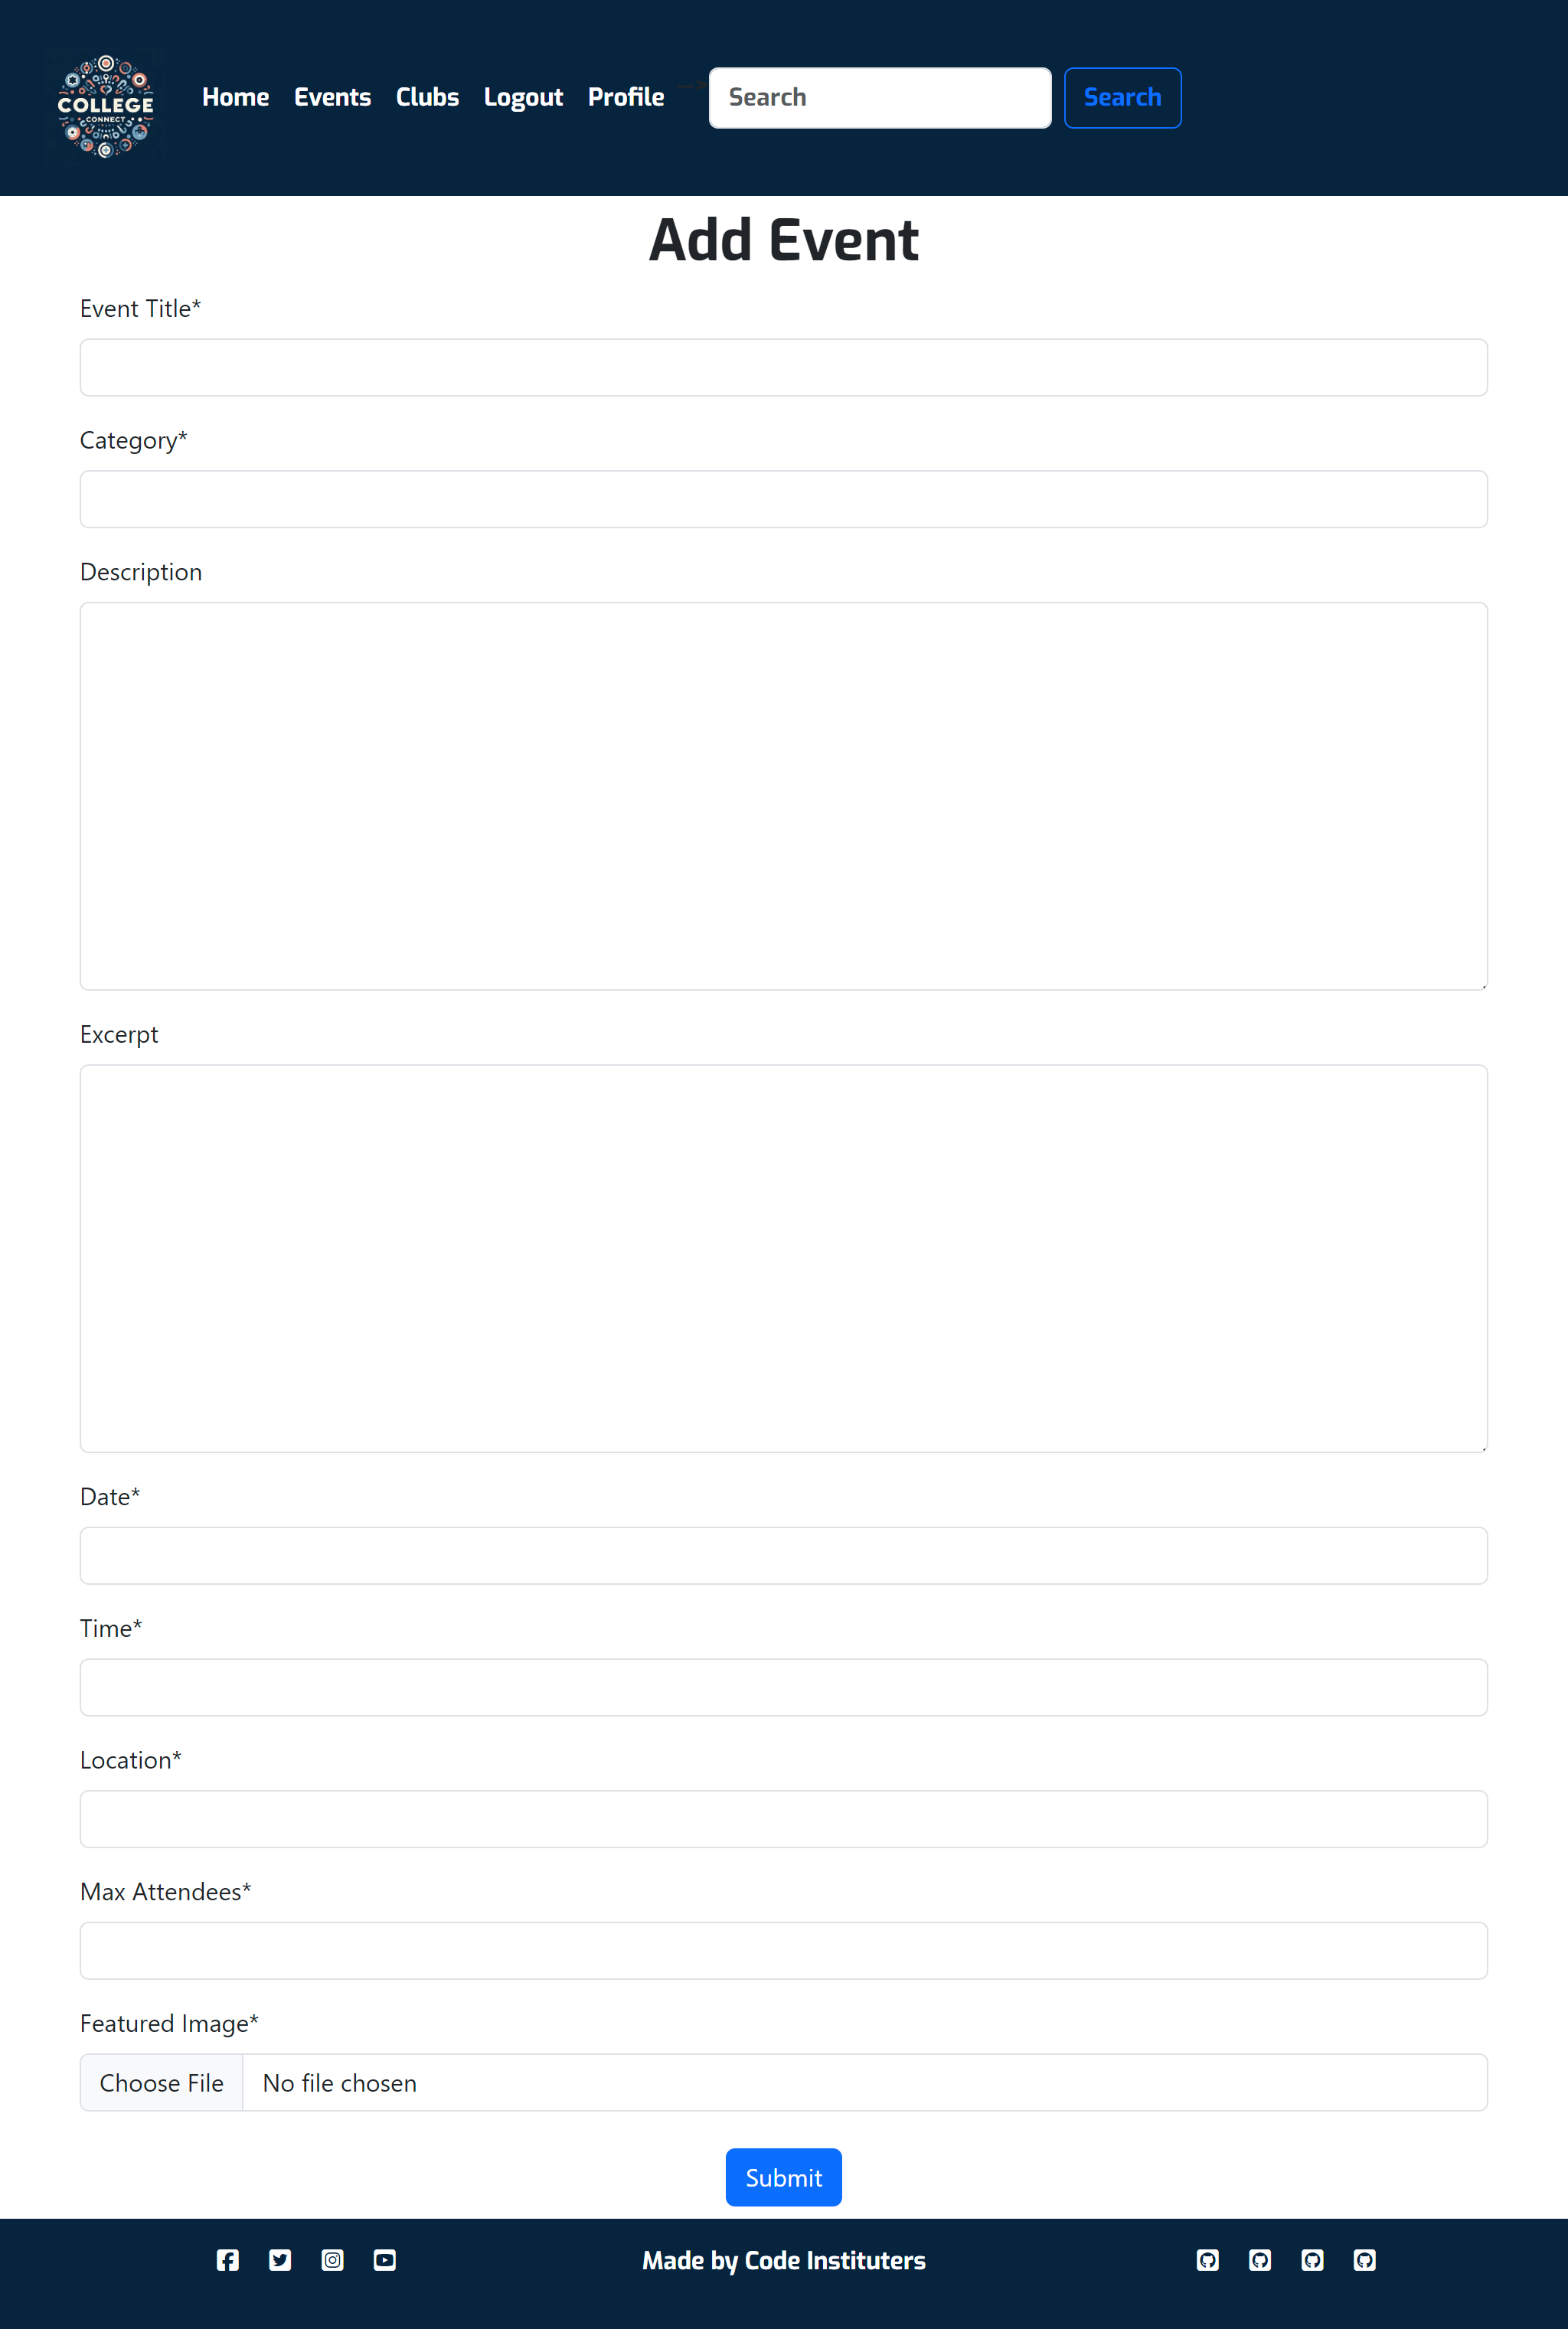 COLLEGE
CONNECT
Home Events Clubs Logout Profile Search Search
Add Event
Event Title*
Category*
Description
Excerpt
Date*
Time*
Location*
Max Attendees*
Featured Image*
Choose File No file chosen
Submit
Made by Code Instituters